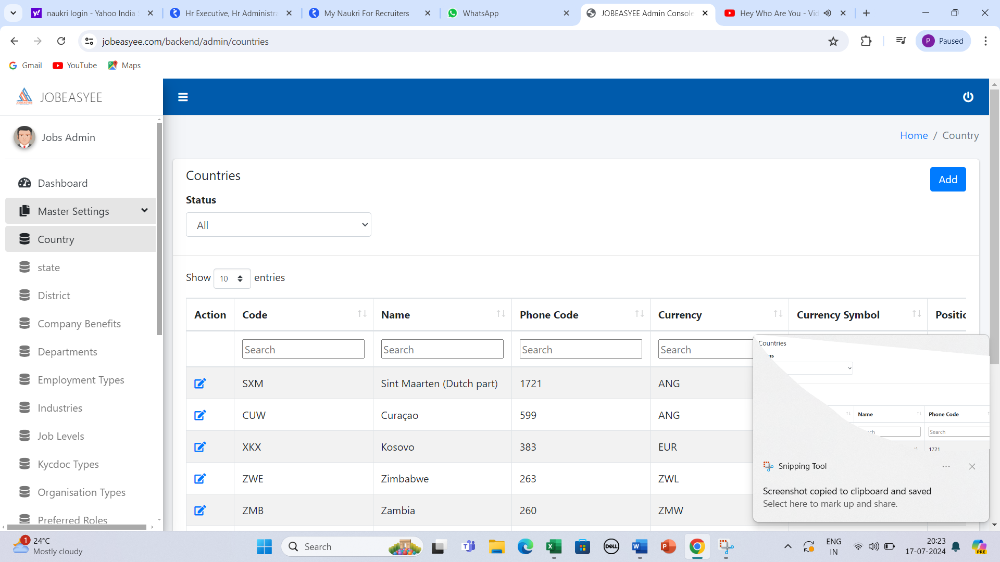 naukri login - Yahoo India
Hr Executive, Hr Administra
My Naukri For Recruiters
WhatsApp
JOBEASYEE Admin Console
Hey Who Are You - Vid
jobeasyee.com/backend/admin/countries
P Paused
Gmail YouTube Maps
JOBEASYEE
Jobs Admin
Home / Country
Countries
Add
Status
All
Dashboard
Master Settings
Country
state
District
Company Benefits
Departments
Employment Types
Industries
Job Levels
Kycdoc Types
Organisation Types
Preferred Roles
Show 10 entries
Action Code Name Phone Code Currency Currency Symbol Positic
Search Search Search Search
SXM Sint Maarten (Dutch part) 1721 ANG
CUW Curaçao 599 ANG
XKX Kosovo 383 EUR
ZWE Zimbabwe 263 ZWL
ZMB Zambia 260 ZMW
Countries
us
Name Phone Code
rch Search
1721
Snipping Tool
Screenshot copied to clipboard and saved
Select here to mark up and share.
1 24°C
Mostly cloudy
Search
DELL
ENG
IN
20:23
17-07-2024
PRE